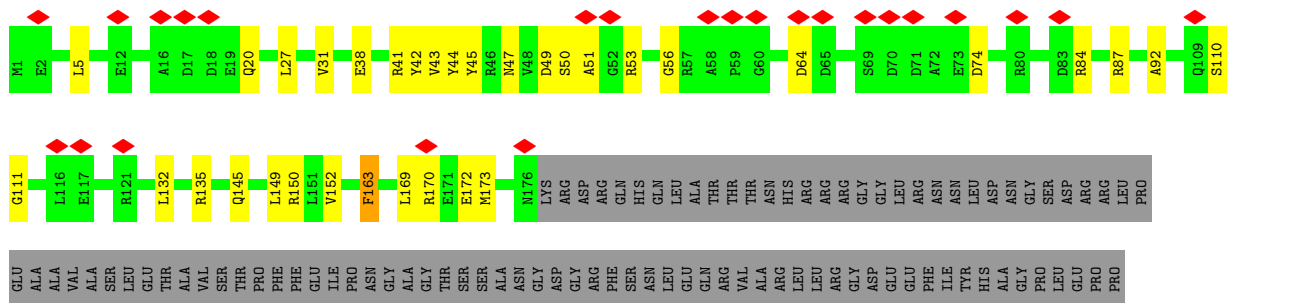 M1 E2 L5 E12 A16 D17 D18 E19 Q20 L27 V31 E38 R41 Y42 V43 Y44 Y45 R46 N47 V48 D49 S50 A51 G52 R53 G56 R57 A58 P59 G60 D64 D65 S69 D70 D71 A72 E73 D74 R80 D83 R84 R87 A92 Q109 S110
G111 L116 E117 R121 L132 R135 Q145 L149 R150 L151 V152 F163 L169 R170 E171 E172 M173 N176 LYS ARG ASP ARG GLN HIS GLN LEU ALA THR THR THR ASN HIS ARG ARG ARG GLY GLY LEU ARG ASN ASN LEU ASP ASN GLY SER ASP ARG ARG LEU PRO
GLU ALA ALA VAL ALA SER LEU GLU THR ALA VAL SER THR PRO PHE PHE GLU ILE PRO ASN GLY ALA GLY THR SER SER ALA ASN GLY ASP GLY ARG PHE SER ASN LEU GLU GLN ARG VAL ALA ARG LEU LEU ARG GLY ASP GLU GLU PHE ILE TYR HIS ALA GLY PRO LEU GLU PRO PRO